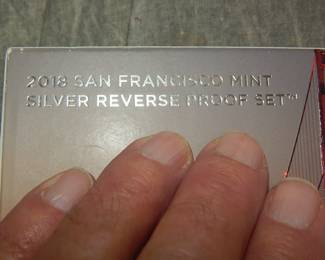 2018 SAN FRANCISCO MINT
SILVER REVERSE PROOF SET™